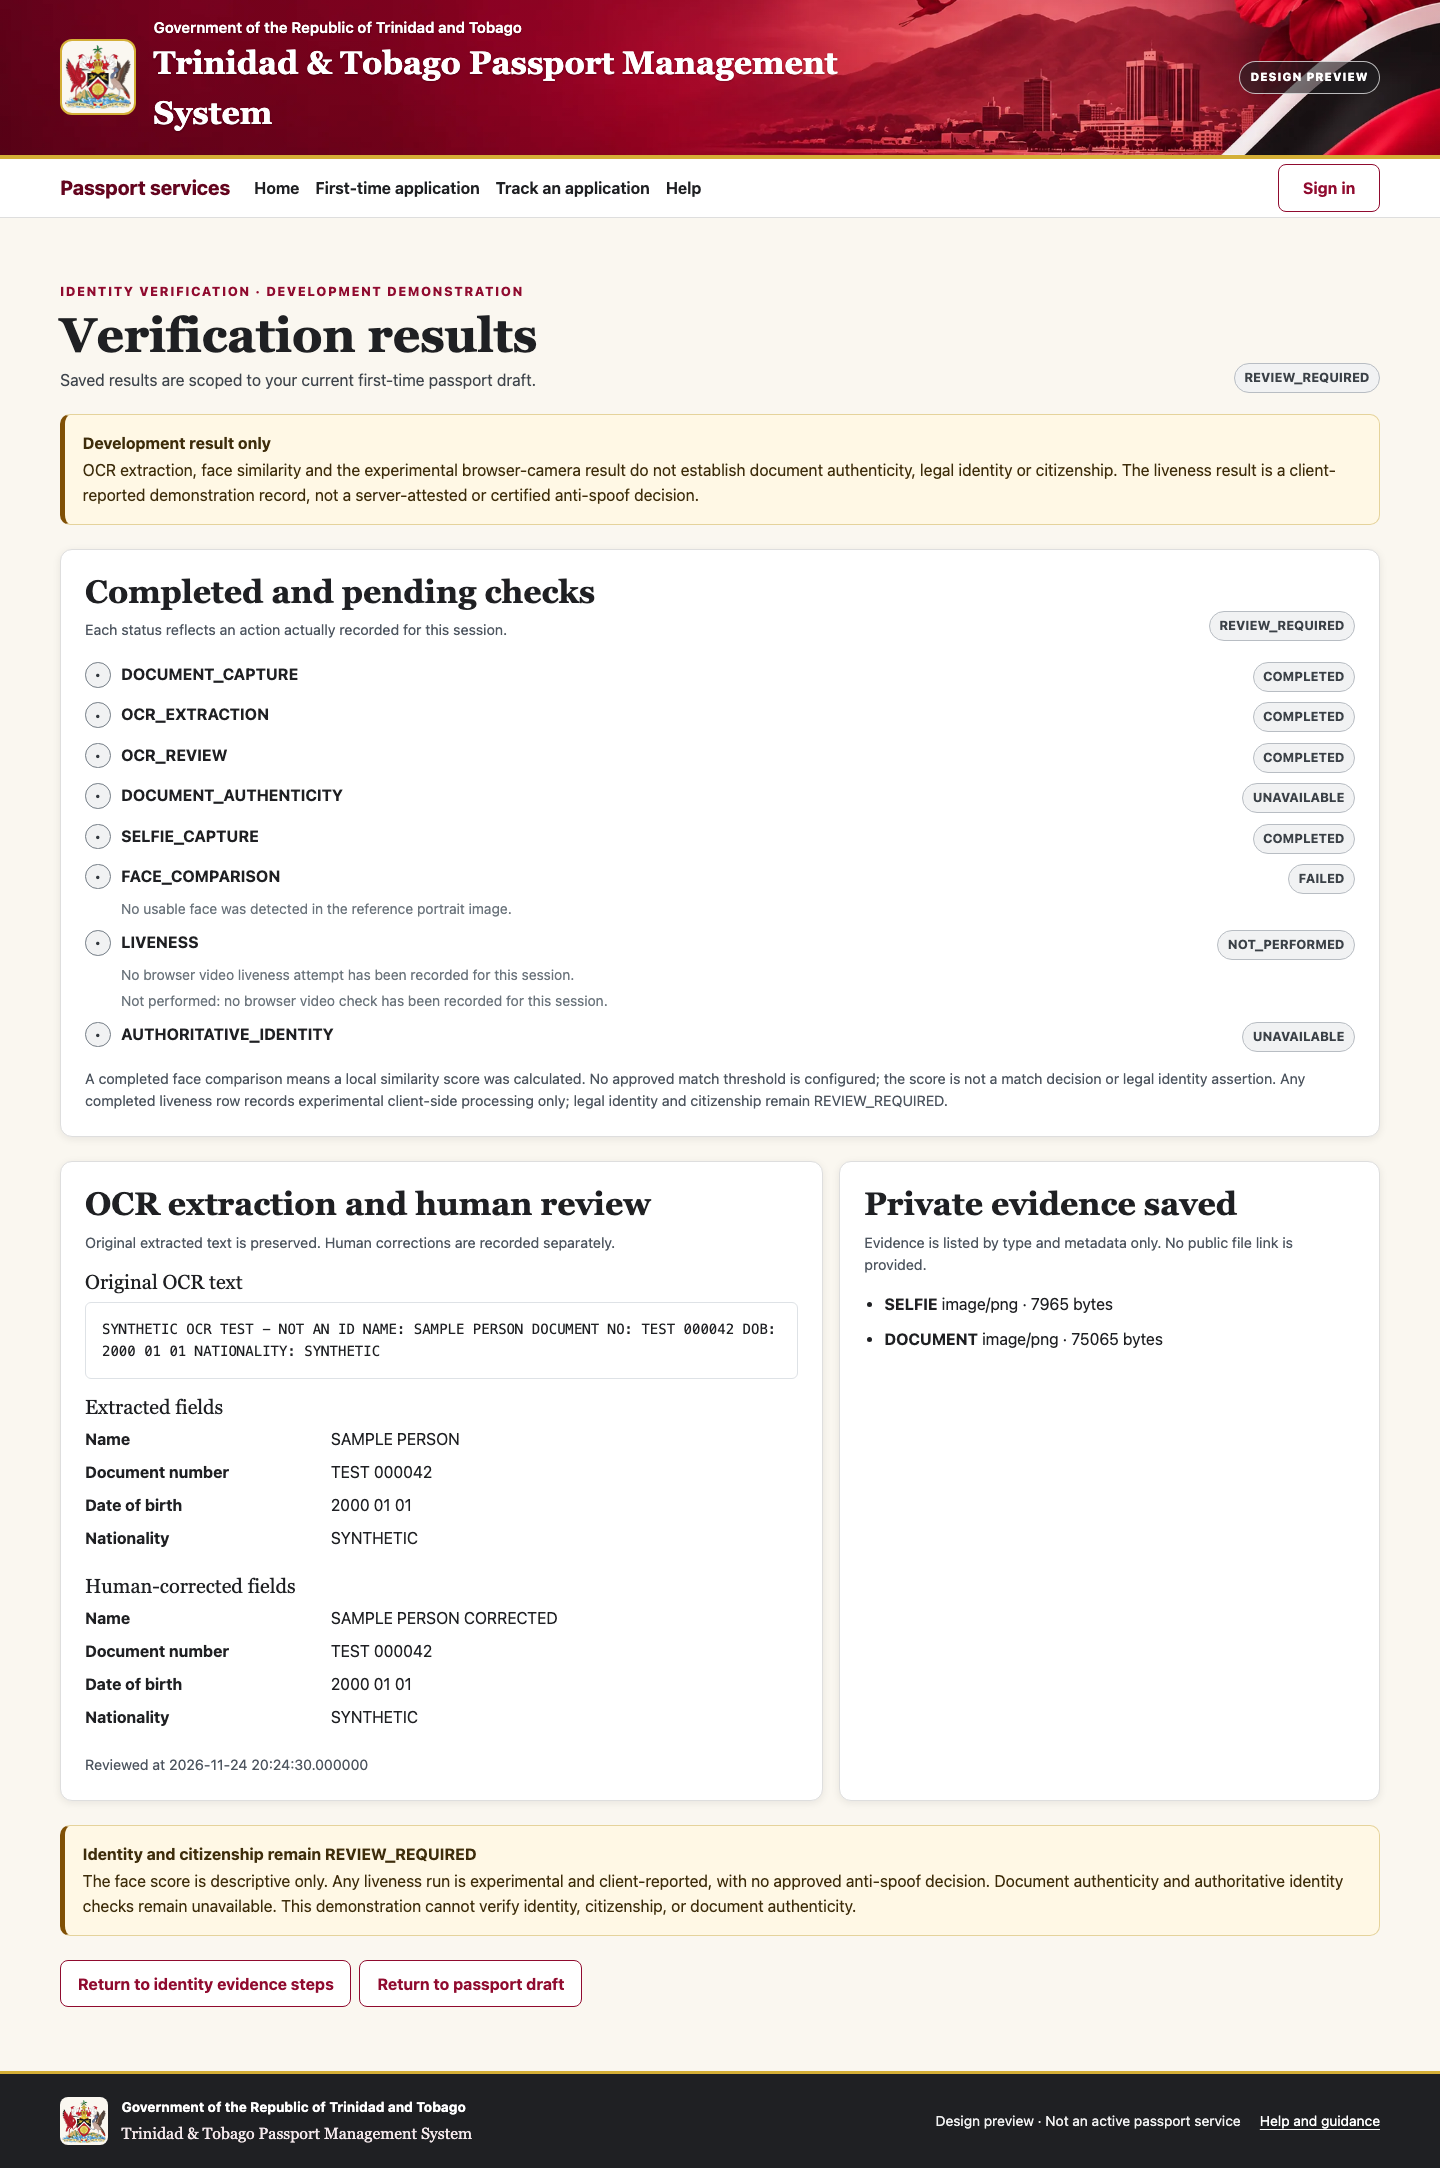 Government of the Republic of Trinidad and Tobago
Trinidad & Tobago Passport Management
System
DESIGN PREVIEW
Passport services
Home
First-time application
Track an application
Help
Sign in
IDENTITY VERIFICATION · DEVELOPMENT DEMONSTRATION
Verification results
Saved results are scoped to your current first-time passport draft.
REVIEW_REQUIRED
Development result only
OCR extraction, face similarity and the experimental browser-camera result do not establish document authenticity, legal identity or citizenship. The liveness result is a client-
reported demonstration record, not a server-attested or certified anti-spoof decision.
Completed and pending checks
Each status reflects an action actually recorded for this session.
REVIEW_REQUIRED
DOCUMENT_CAPTURE
COMPLETED
OCR_EXTRACTION
COMPLETED
OCR_REVIEW
COMPLETED
DOCUMENT_AUTHENTICITY
UNAVAILABLE
SELFIE_CAPTURE
COMPLETED
FACE_COMPARISON
FAILED
No usable face was detected in the reference portrait image.
LIVENESS
NOT_PERFORMED
No browser video liveness attempt has been recorded for this session.
Not performed: no browser video check has been recorded for this session.
AUTHORITATIVE_IDENTITY
UNAVAILABLE
A completed face comparison means a local similarity score was calculated. No approved match threshold is configured; the score is not a match decision or legal identity assertion. Any
completed liveness row records experimental client-side processing only; legal identity and citizenship remain REVIEW_REQUIRED.
OCR extraction and human review
Original extracted text is preserved. Human corrections are recorded separately.
Original OCR text
SYNTHETIC OCR TEST — NOT AN ID NAME: SAMPLE PERSON DOCUMENT NO: TEST 000042 DOB:
2000 01 01 NATIONALITY: SYNTHETIC
Extracted fields
Name SAMPLE PERSON
Document number TEST 000042
Date of birth 2000 01 01
Nationality SYNTHETIC
Human-corrected fields
Name SAMPLE PERSON CORRECTED
Document number TEST 000042
Date of birth 2000 01 01
Nationality SYNTHETIC
Reviewed at 2026-11-24 20:24:30.000000
Private evidence saved
Evidence is listed by type and metadata only. No public file link is
provided.
• SELFIE image/png · 7965 bytes
• DOCUMENT image/png · 75065 bytes
Identity and citizenship remain REVIEW_REQUIRED
The face score is descriptive only. Any liveness run is experimental and client-reported, with no approved anti-spoof decision. Document authenticity and authoritative identity
checks remain unavailable. This demonstration cannot verify identity, citizenship, or document authenticity.
Return to identity evidence steps
Return to passport draft
Government of the Republic of Trinidad and Tobago
Trinidad & Tobago Passport Management System
Design preview · Not an active passport service
Help and guidance